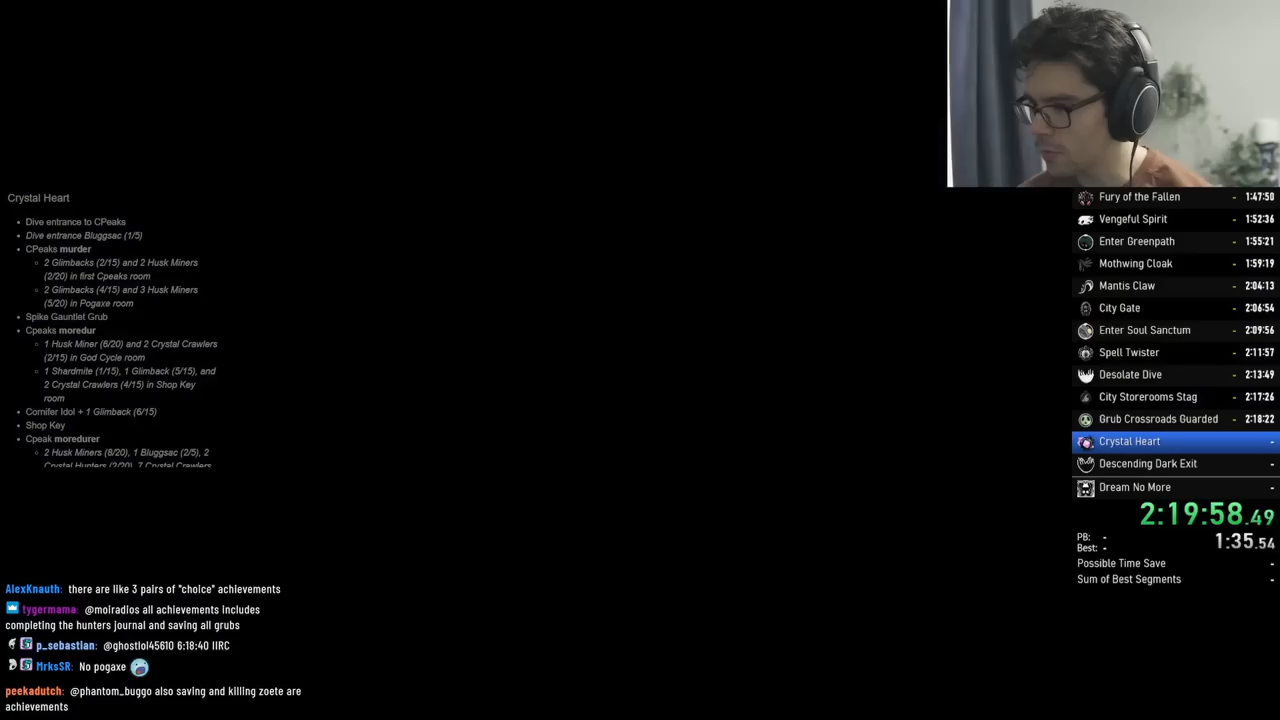 Crystal Heart
• Dive entrance to CPeaks
• Dive entrance Bluggsac (1/5)
• CPeaks murder
◦ 2 Glimbacks (2/15) and 2 Husk Miners
(2/20) in first Cpeaks room
◦ 2 Glimbacks (4/15) and 3 Husk Miners
(5/20) in Pogaxe room
• Spike Gauntlet Grub
• Cpeaks moredur
◦ 1 Husk Miner (6/20) and 2 Crystal Crawlers
(2/15) in God Cycle room
◦ 1 Shardmite (1/15), 1 Glimback (5/15), and
2 Crystal Crawlers (4/15) in Shop Key
room
• Cornifer Idol + 1 Glimback (6/15)
• Shop Key
• Cpeak moredurer
◦ 2 Husk Miners (8/20), 1 Bluggsac (2/5), 2
Crystal Hunters (2/20), 7 Crystal Crawlers
Fury of the Fallen - 1:47:50
Vengeful Spirit - 1:52:36
Enter Greenpath - 1:55:21
Mothwing Cloak - 1:59:19
Mantis Claw - 2:04:13
City Gate - 2:06:54
Enter Soul Sanctum - 2:09:56
Spell Twister - 2:11:57
Desolate Dive - 2:13:49
City Storerooms Stag - 2:17:26
Grub Crossroads Guarded - 2:18:22
Crystal Heart -
Descending Dark Exit -
Dream No More -
2:19:58.49
PB: - 1:35.54
Best: -
Possible Time Save -
Sum of Best Segments -
AlexKnauth: there are like 3 pairs of "choice" achievements
tygermama: @molradios all achievements includes
completing the hunters journal and saving all grubs
p_sebastian: @ghostlol45610 6:18:40 IIRC
MrksSR: No pogaxe
peekadutch: @phantom_buggo also saving and killing zoete are
achievements